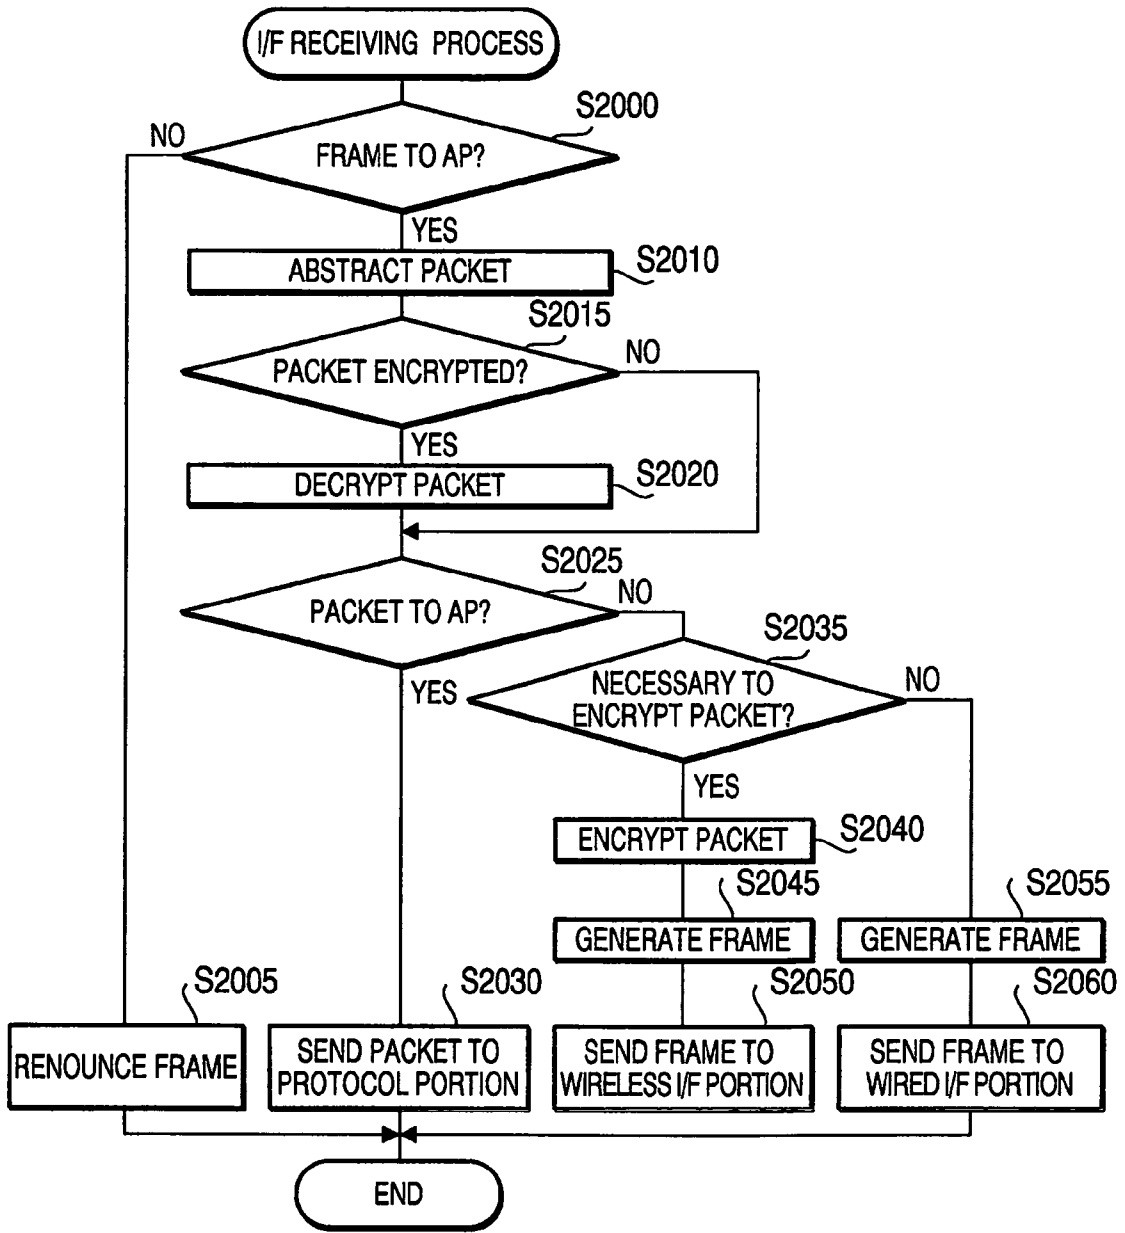 I/F RECEIVING PROCESS
S2000
NO
FRAME TO AP?
YES
ABSTRACT PACKET
S2010
S2015
PACKET ENCRYPTED?
NO
YES
DECRYPT PACKET
S2020
S2025
PACKET TO AP?
NO
S2035
YES
NECESSARY TO
ENCRYPT PACKET?
NO
YES
ENCRYPT PACKET
S2040
S2045
S2055
GENERATE FRAME
GENERATE FRAME
S2005
S2030
S2050
S2060
RENOUNCE FRAME
SEND PACKET TO
PROTOCOL PORTION
SEND FRAME TO
WIRELESS I/F PORTION
SEND FRAME TO
WIRED I/F PORTION
END